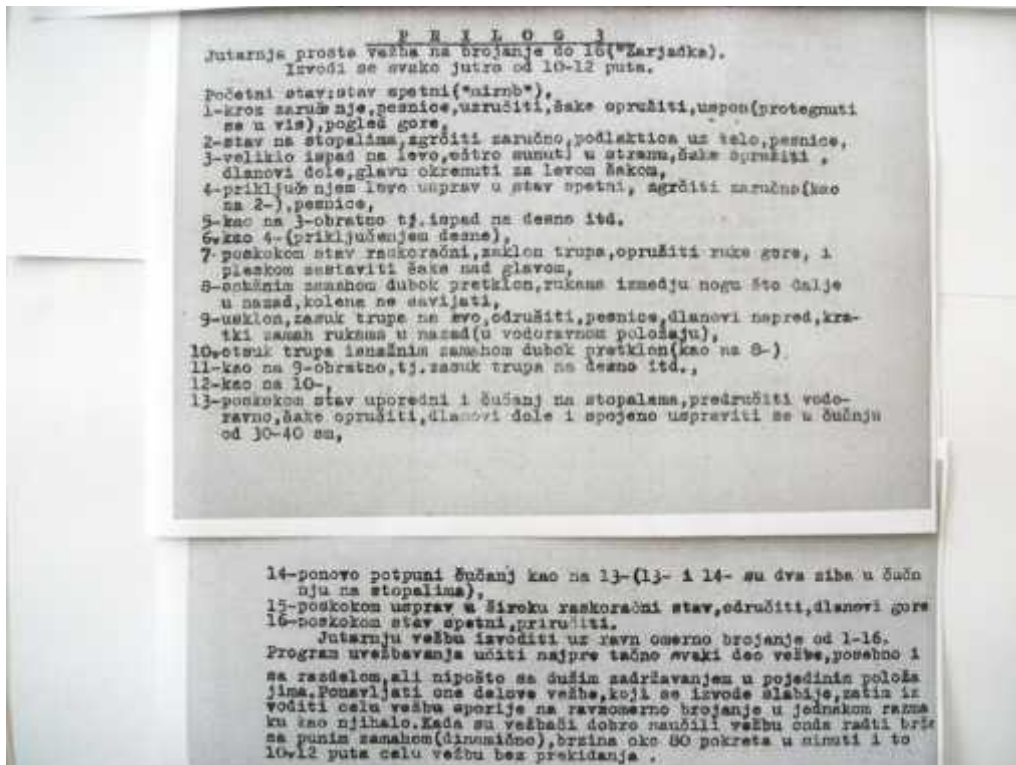 P R I L O G 3
Jutarnja proste vežba na brojanje do 16("Zarjadka).
Izvodi se svako jutro od 10-12 puta.
Početni stav:stav spetni("mirnb"),
1-kroz zaručenje,pesnice,uzručiti,šake opružiti,uspon(protegnuti
se u vis),pogled gore,
2-stav na stopalima,zgrčiti zaručno,podlaktica uz telo,pesnice,
3-velikio ispad na levo,oštro sunuti u stranu,šake opružiti ,
dlanovi dole,glavu okrenuti za levom šakom,
4-priključenjem levo usprav u stav spetni, zgrčiti zaručno(kao
na 2-),pesnice,
5-kao na 3-obratno tj.ispad na desno itd.
6.kao 4-(priključenjem desne),
7-poskokom stav raskoračni,zaklon trupa,opružiti ruke gore, i
pleskom sastaviti šake nad glavom,
8-snžnim zamahom dubok pretklon,rukama izmedju nogu što dalje
u nazad,kolena ne savijati,
9-usklon,zasuk trupa na evo,odručiti,pesnice,dlanovi napred,kra-
tki zamah rukama u nazad(u vodoravnom položaju),
10.otsuk trupa isnažnim zamahom dubok pretklon(kao na 8-)
11-kao na 9-obratno,tj.zasuk trupa na desno itd.,
12-kao na 10-,
13-poskokom stav uporedni i čučanj na stopalama,predručiti vodo-
ravno,šake opružiti,dlanovi dole i spojeno uspraviti se u čučnju
od 30-40 sm,
14-ponovo potpuni čučanj kao na 13-(13- i 14- su dva ziba u čučn
nju na stopalima),
15-poskokom usprav u široku raskoračni stav,odručiti,dlanovi gore
16-poskokom stav spetni,priručiti.
Jutarnju vežbu izvoditi uz ravn omerno brojanje od 1-16.
Program uvežbavanja učiti najpre tačno svaki deo vežbe,posebno i
sa razdelom,ali nipošto sa dužim zadržavanjem u pojedinim položa
jima.Ponavljati one delove vežbe,koji se izvode slabije,zatim iz
voditi celu vežbu sporije na ravnomerno brojanje u jednakom razma
ku kao njihalo.Kada su vežbači dobro naučili vežbu onda radti brže
sa punim zamahom(dinamično),brzina oko 80 pokreta u minuti i to
10.12 puta celu vežbu bez prekidanja .